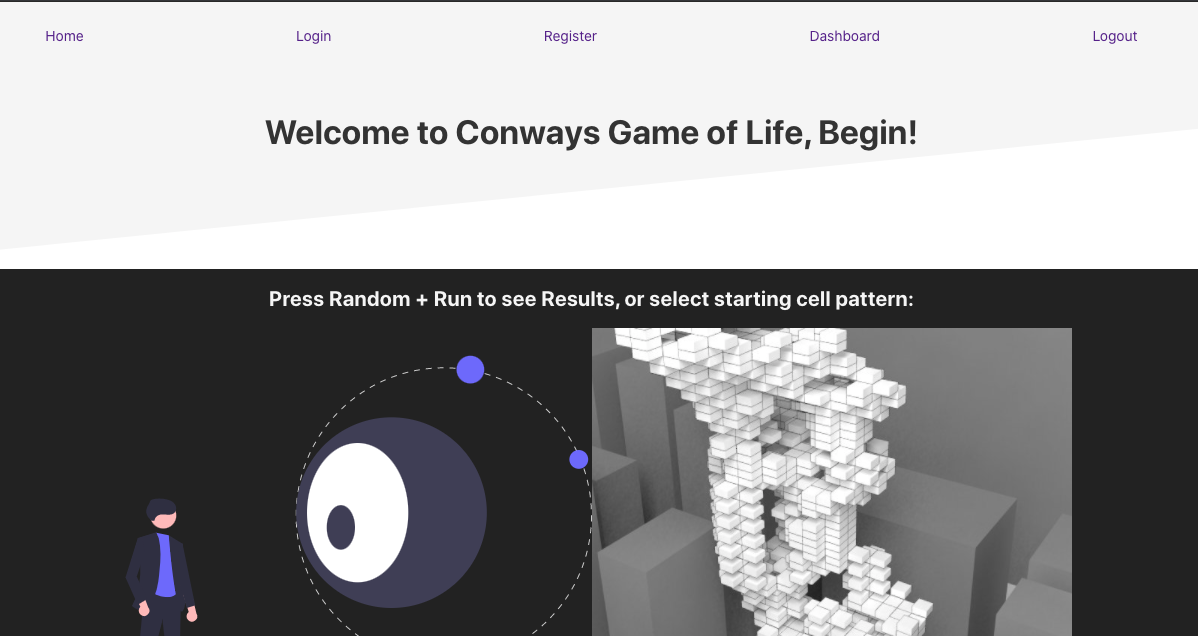 Home Login Register Dashboard Logout
Welcome to Conways Game of Life, Begin!
Press Random + Run to see Results, or select starting cell pattern: